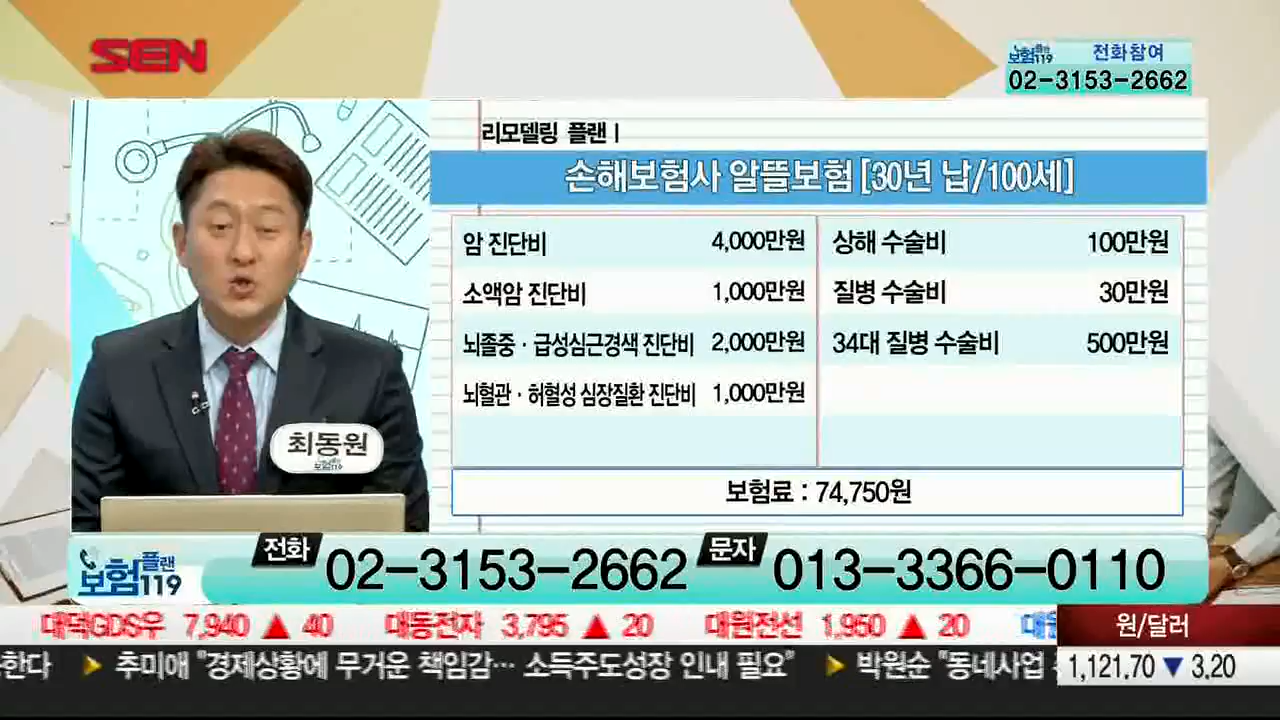 SEN
보험플랜119 전화참여
02-3153-2662
리모델링 플랜 I
손해보험사 알뜰보험 [30년 납/100세]
암 진단비 4,000만원
소액암 진단비 1,000만원
뇌졸중·급성심근경색 진단비 2,000만원
뇌혈관·허혈성 심장질환 진단비 1,000만원
상해 수술비 100만원
질병 수술비 30만원
34대 질병 수술비 500만원
보험료 : 74,750원
최동원
보험플랜119
보험플랜119 전화 02-3153-2662 문자 013-3366-0110
대덕GDS우 7,940 ▲ 40 대동전자 3,795 ▲ 20 대원전선 1,950 ▲ 20 대원
원/달러
한다 ▶ 추미애 "경제상황에 무거운 책임감… 소득주도성장 인내 필요" ▶ 박원순 "동네사업
1,121.70 ▼ 3.20